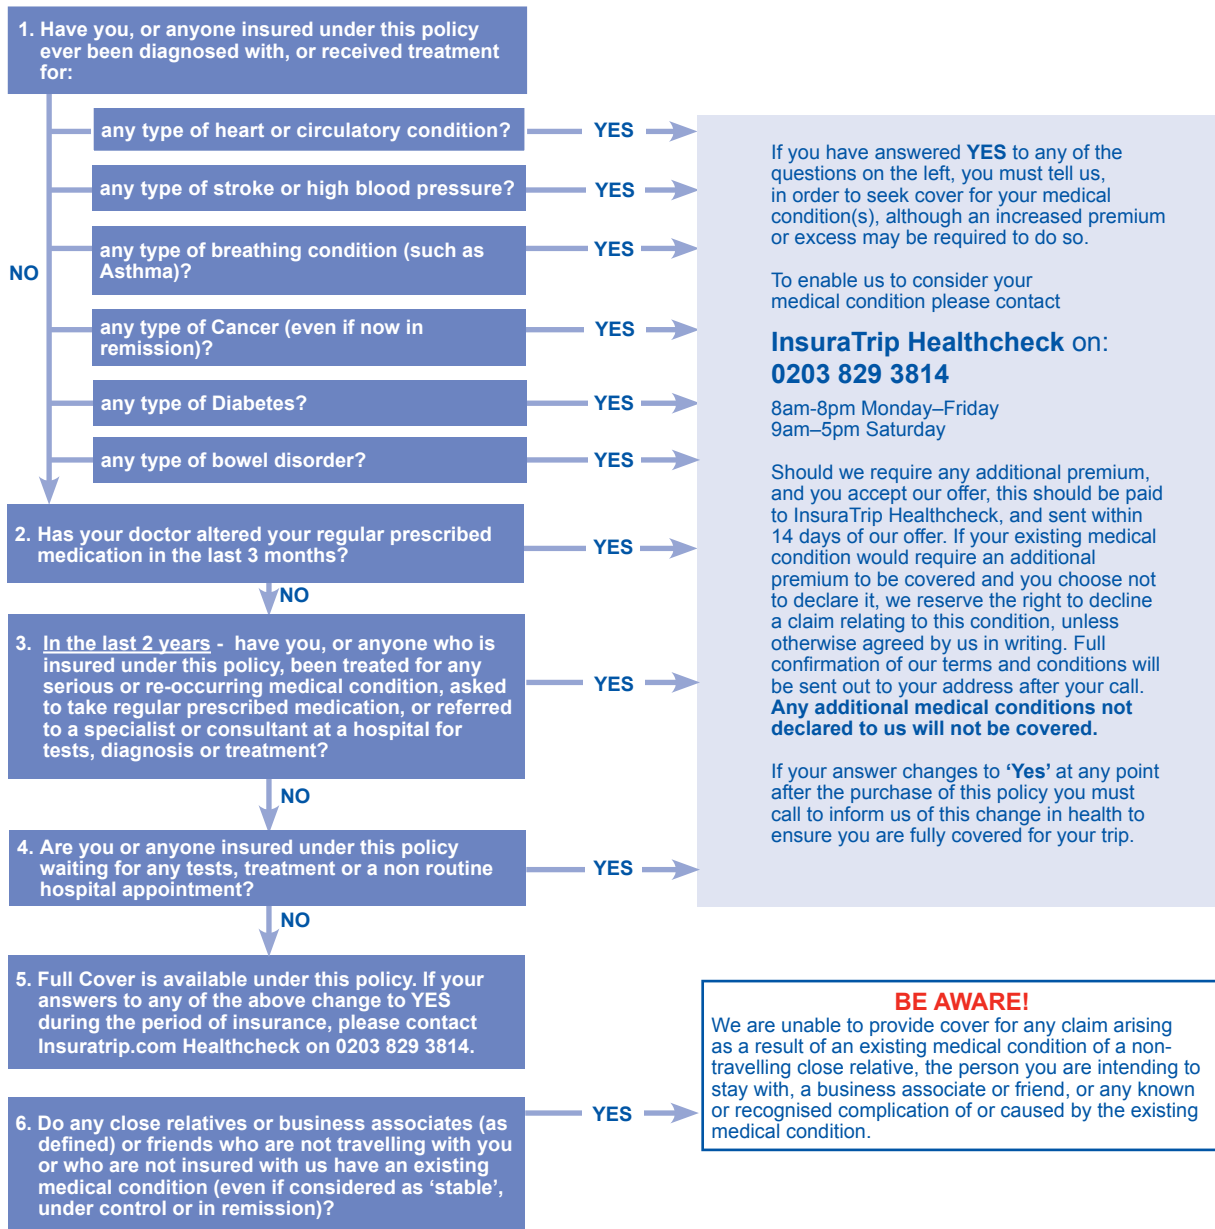 1. Have you, or anyone insured under this policy
ever been diagnosed with, or received treatment
for:
any type of heart or circulatory condition?
YES
any type of stroke or high blood pressure?
YES
any type of breathing condition (such as
Asthma)?
YES
NO
any type of Cancer (even if now in
remission)?
YES
any type of Diabetes?
YES
any type of bowel disorder?
YES
2. Has your doctor altered your regular prescribed
medication in the last 3 months?
YES
NO
3. In the last 2 years - have you, or anyone who is
insured under this policy, been treated for any
serious or re-occurring medical condition, asked
to take regular prescribed medication, or referred
to a specialist or consultant at a hospital for
tests, diagnosis or treatment?
YES
NO
4. Are you or anyone insured under this policy
waiting for any tests, treatment or a non routine
hospital appointment?
YES
NO
5. Full Cover is available under this policy. If your
answers to any of the above change to YES
during the period of insurance, please contact
Insuratrip.com Healthcheck on 0203 829 3814.
6. Do any close relatives or business associates (as
defined) or friends who are not travelling with you
or who are not insured with us have an existing
medical condition (even if considered as ‘stable’,
under control or in remission)?
YES
If you have answered YES to any of the
questions on the left, you must tell us,
in order to seek cover for your medical
condition(s), although an increased premium
or excess may be required to do so.
To enable us to consider your
medical condition please contact
InsuraTrip Healthcheck on:
0203 829 3814
8am-8pm Monday–Friday
9am–5pm Saturday
Should we require any additional premium,
and you accept our offer, this should be paid
to InsuraTrip Healthcheck, and sent within
14 days of our offer. If your existing medical
condition would require an additional
premium to be covered and you choose not
to declare it, we reserve the right to decline
a claim relating to this condition, unless
otherwise agreed by us in writing. Full
confirmation of our terms and conditions will
be sent out to your address after your call.
Any additional medical conditions not
declared to us will not be covered.
If your answer changes to ‘Yes’ at any point
after the purchase of this policy you must
call to inform us of this change in health to
ensure you are fully covered for your trip.
BE AWARE!
We are unable to provide cover for any claim arising
as a result of an existing medical condition of a non-
travelling close relative, the person you are intending to
stay with, a business associate or friend, or any known
or recognised complication of or caused by the existing
medical condition.